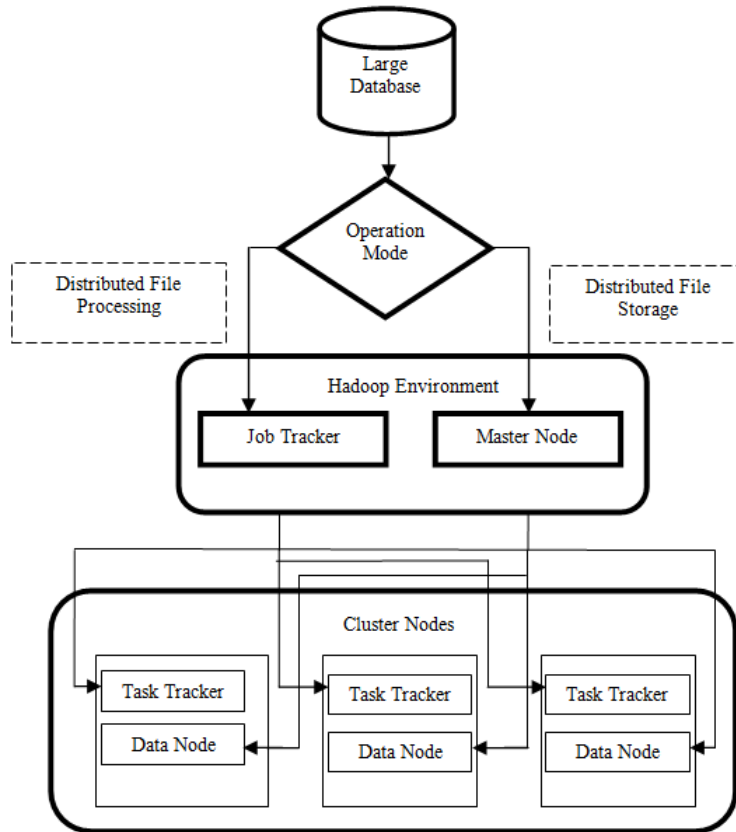 Large
Database
Operation
Mode
Distributed File
Processing
Distributed File
Storage
Hadoop Environment
Job Tracker
Master Node
Cluster Nodes
Task Tracker
Data Node
Task Tracker
Data Node
Task Tracker
Data Node